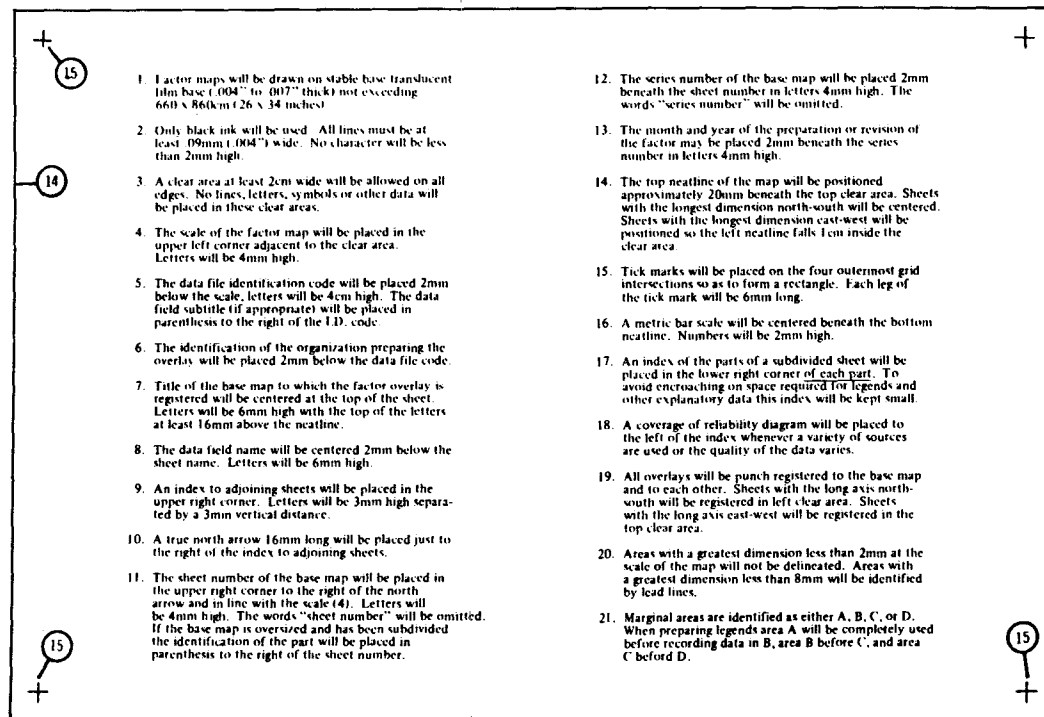 15
14
15
15
1. Factor maps will be drawn on stable base translucent
film base (.004" to .007" thick) not exceeding
660 x 860cm (26 x 34 inches)
2. Only black ink will be used. All lines must be at
least .09mm (.004") wide. No character will be less
than 2mm high.
3. A clear area at least 2cm wide will be allowed on all
edges. No lines, letters, symbols or other data will
be placed in these clear areas.
4. The scale of the factor map will be placed in the
upper left corner adjacent to the clear area.
Letters will be 4mm high.
5. The data file identification code will be placed 2mm
below the scale, letters will be 4cm high. The data
field subtitle (if appropriate) will be placed in
parenthesis to the right of the I.D. code.
6. The identification of the organization preparing the
overlay will be placed 2mm below the data file code.
7. Title of the base map to which the factor overlay is
registered will be centered at the top of the sheet.
Letters will be 6mm high with the top of the letters
at least 16mm above the neatline.
8. The data field name will be centered 2mm below the
sheet name. Letters will be 6mm high.
9. An index to adjoining sheets will be placed in the
upper right corner. Letters will be 3mm high separa-
ted by a 3mm vertical distance.
10. A true north arrow 16mm long will be placed just to
the right of the index to adjoining sheets.
11. The sheet number of the base map will be placed in
the upper right corner to the right of the north
arrow and in line with the scale (4). Letters will
be 4mm high. The words "sheet number" will be omitted.
If the base map is oversized and has been subdivided
the identification of the part will be placed in
parenthesis to the right of the sheet number.
12. The series number of the base map will be placed 2mm
beneath the sheet number in letters 4mm high. The
words "series number" will be omitted.
13. The month and year of the preparation or revision of
the factor may be placed 2mm beneath the series
number in letters 4mm high.
14. The top neatline of the map will be positioned
approximately 20mm beneath the top clear area. Sheets
with the longest dimension north-south will be centered.
Sheets with the longest dimension east-west will be
positioned so the left neatline falls 1cm inside the
clear area.
15. Tick marks will be placed on the four outermost grid
intersections so as to form a rectangle. Each leg of
the tick mark will be 6mm long.
16. A metric bar scale will be centered beneath the bottom
neatline. Numbers will be 2mm high.
17. An index of the parts of a subdivided sheet will be
placed in the lower right corner of each part. To
avoid encroaching on space required for legends and
other explanatory data this index will be kept small.
18. A coverage of reliability diagram will be placed to
the left of the index whenever a variety of sources
are used or the quality of the data varies.
19. All overlays will be punch registered to the base map
and to each other. Sheets with the long axis north-
south will be registered in left clear area. Sheets
with the long axis east-west will be registered in the
top clear area.
20. Areas with a greatest dimension less than 2mm at the
scale of the map will not be delineated. Areas with
a greatest dimension less than 8mm will be identified
by lead lines.
21. Marginal areas are identified as either A, B, C, or D.
When preparing legends area A will be completely used
before recording data in B, area B before C, and area
C beford D.